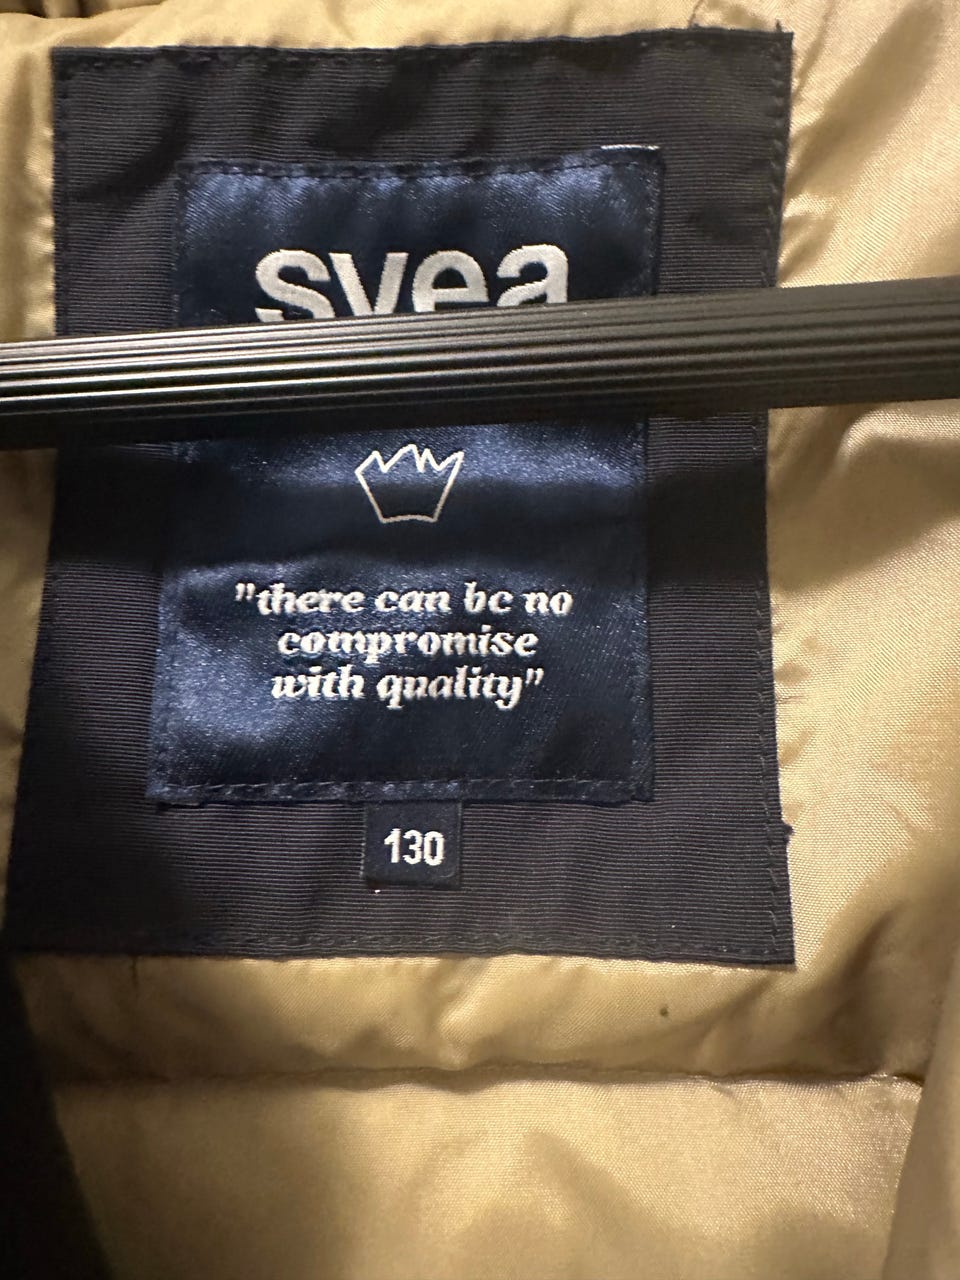 svea
"there can be no
compromise
with quality"
130